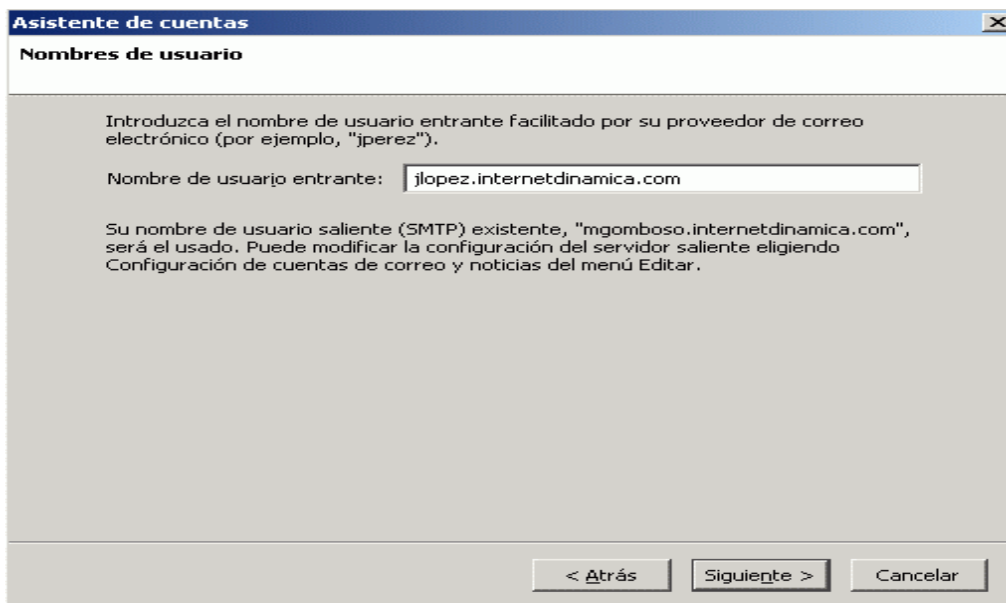 Asistente de cuentas
Nombres de usuario
Introduzca el nombre de usuario entrante facilitado por su proveedor de correo
electrónico (por ejemplo, "jperez").
Nombre de usuario entrante: jlopez.internetdinamica.com
Su nombre de usuario saliente (SMTP) existente, "mgomboso.internetdinamica.com",
será el usado. Puede modificar la configuración del servidor saliente eligiendo
Configuración de cuentas de correo y noticias del menú Editar.
< Atrás Siguiente > Cancelar